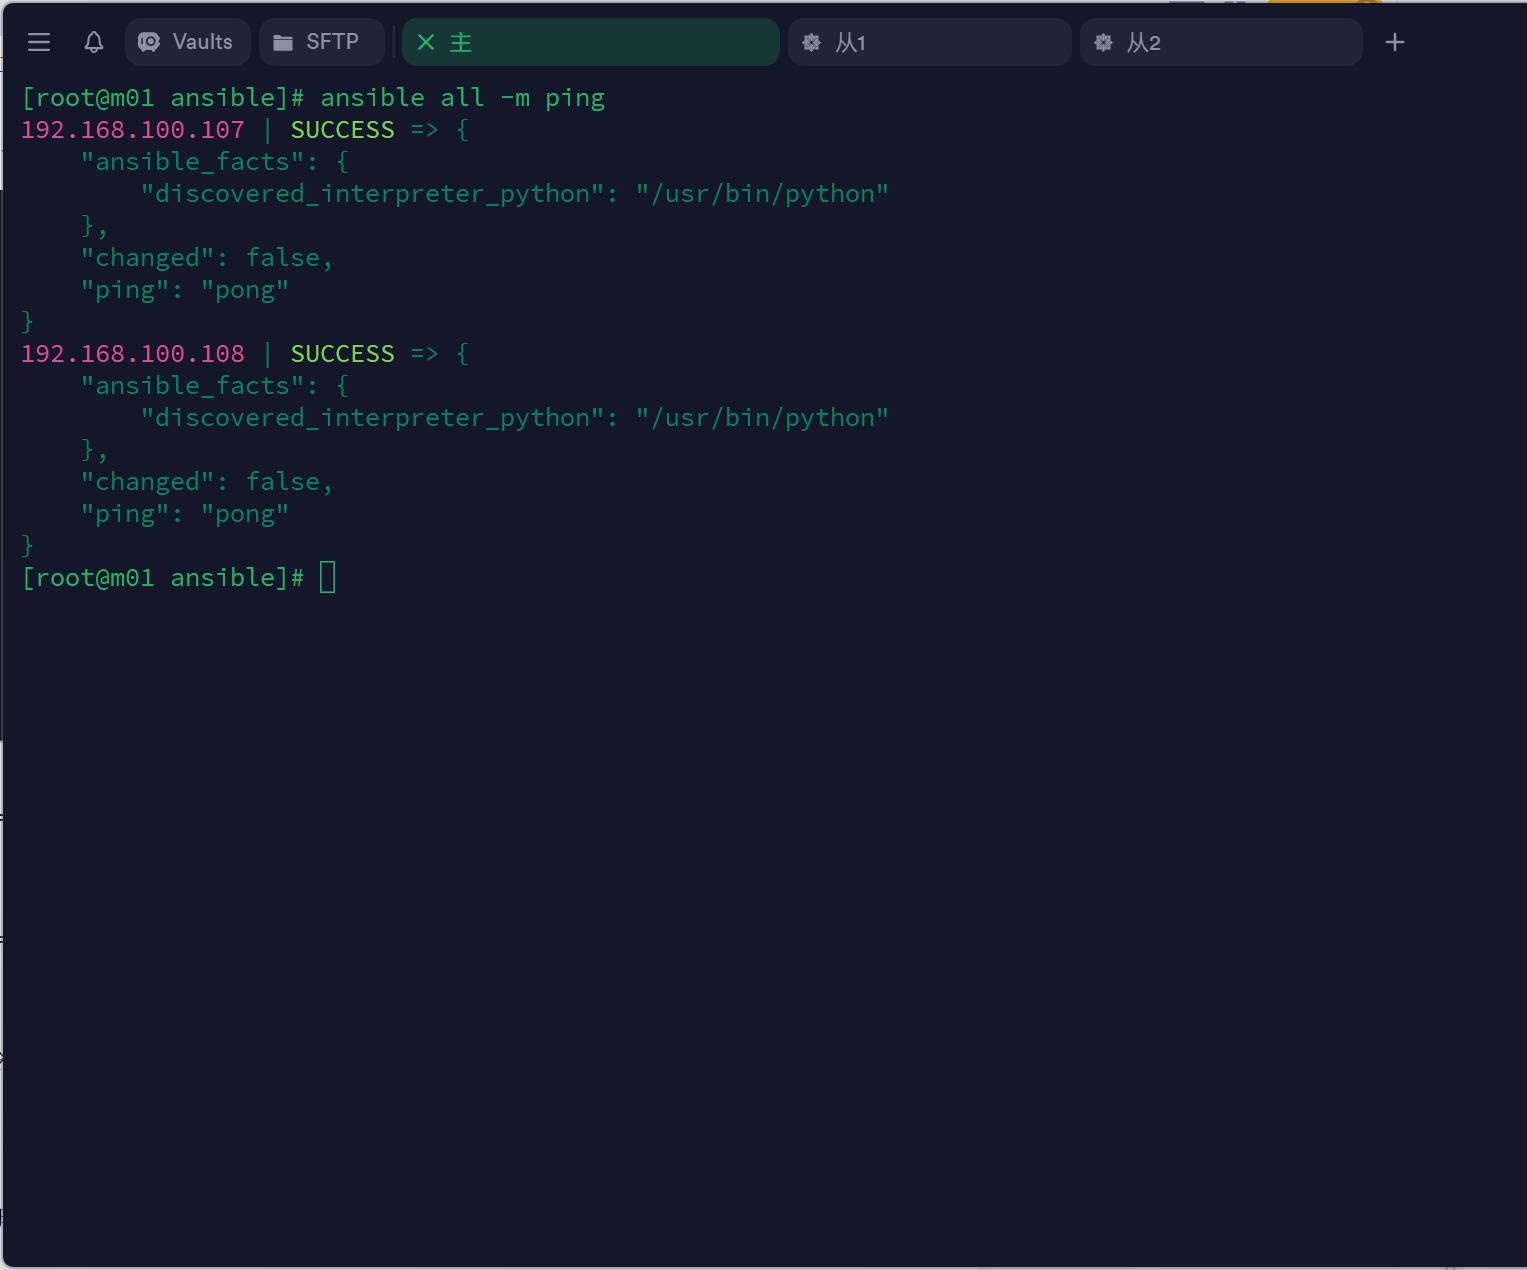 Vaults SFTP 主 从1 从2
[root@m01 ansible]# ansible all -m ping
192.168.100.107 | SUCCESS => {
    "ansible_facts": {
        "discovered_interpreter_python": "/usr/bin/python"
    },
    "changed": false,
    "ping": "pong"
}
192.168.100.108 | SUCCESS => {
    "ansible_facts": {
        "discovered_interpreter_python": "/usr/bin/python"
    },
    "changed": false,
    "ping": "pong"
}
[root@m01 ansible]#